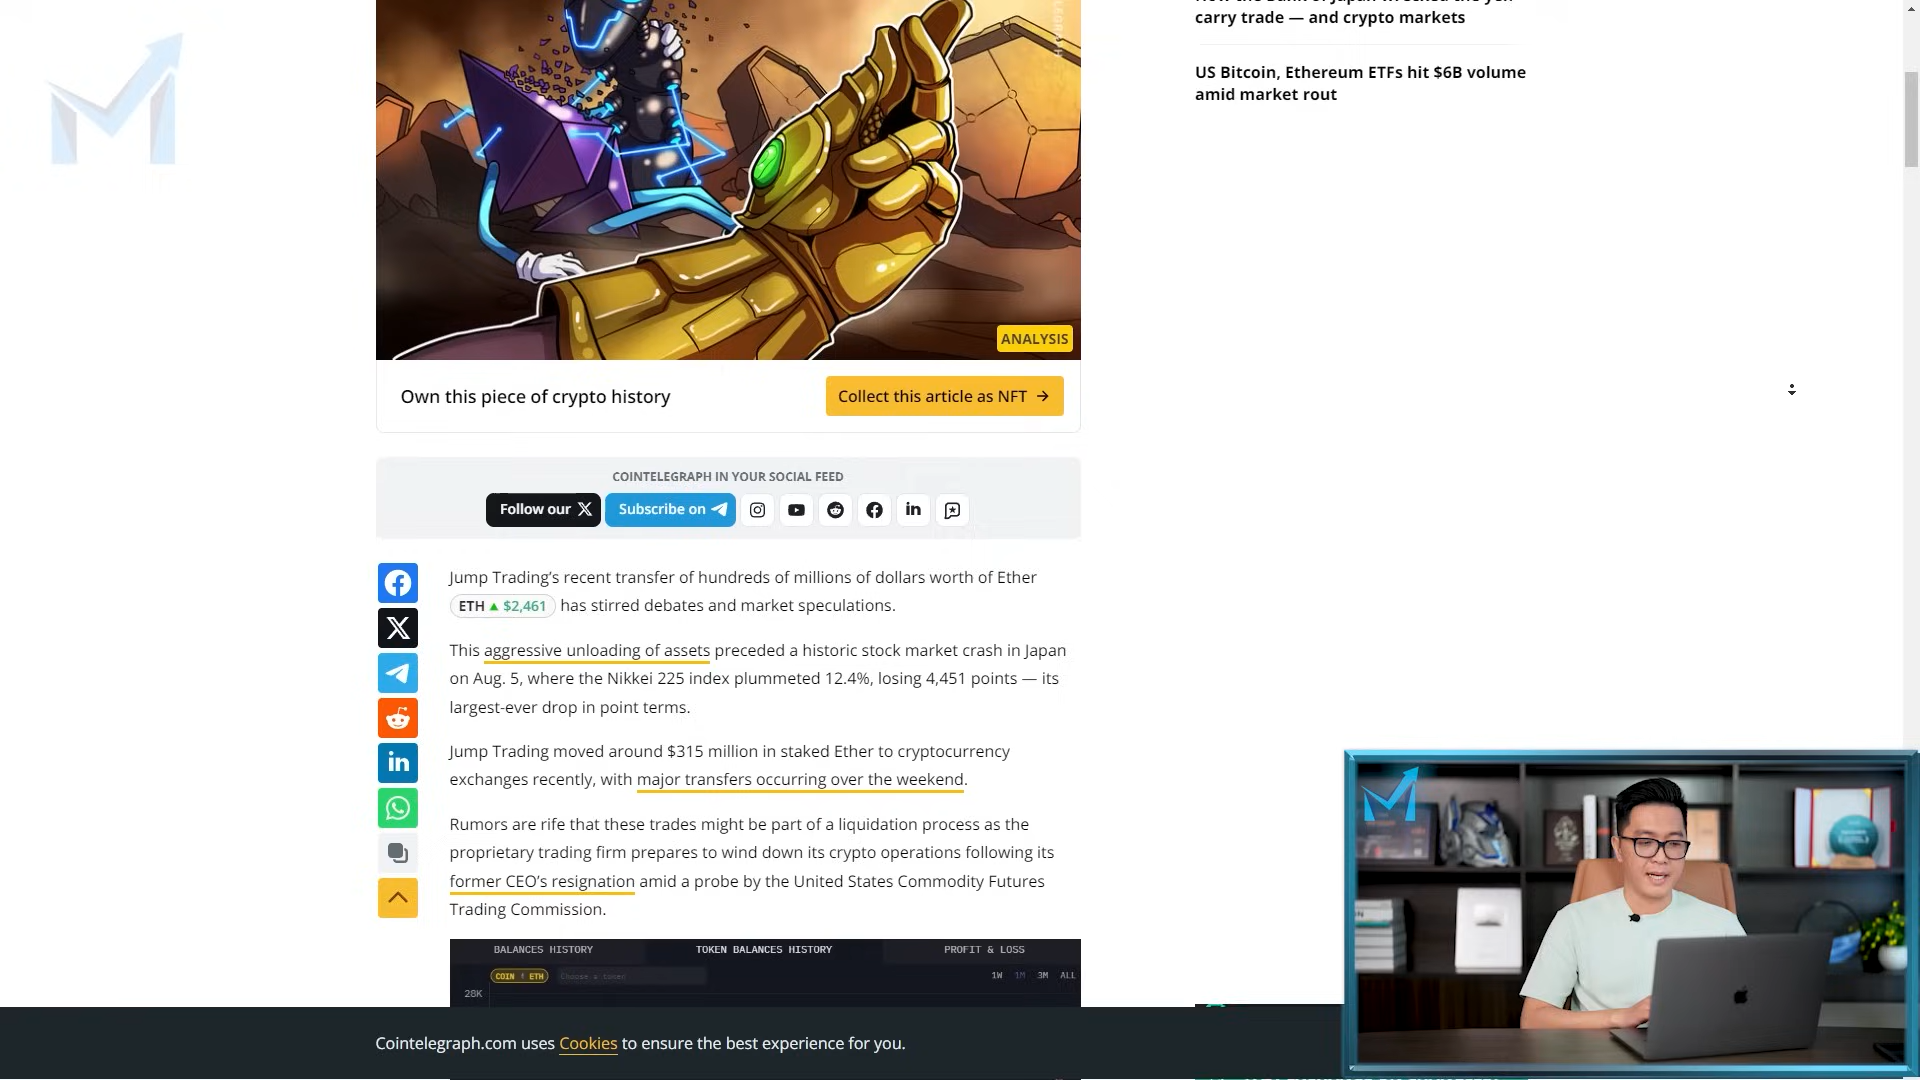 carry trade — and crypto markets
US Bitcoin, Ethereum ETFs hit $6B volume
amid market rout
ANALYSIS
Own this piece of crypto history
Collect this article as NFT →
COINTELEGRAPH IN YOUR SOCIAL FEED
Follow our X
Subscribe on
Jump Trading’s recent transfer of hundreds of millions of dollars worth of Ether
ETH ▲ $2,461 has stirred debates and market speculations.
This aggressive unloading of assets preceded a historic stock market crash in Japan
on Aug. 5, where the Nikkei 225 index plummeted 12.4%, losing 4,451 points — its
largest-ever drop in point terms.
Jump Trading moved around $315 million in staked Ether to cryptocurrency
exchanges recently, with major transfers occurring over the weekend.
Rumors are rife that these trades might be part of a liquidation process as the
proprietary trading firm prepares to wind down its crypto operations following its
former CEO’s resignation amid a probe by the United States Commodity Futures
Trading Commission.
BALANCES HISTORY
TOKEN BALANCES HISTORY
PROFIT & LOSS
COIN : ETH
Choose a token
1W 1M 3M ALL
28K
Cointelegraph.com uses Cookies to ensure the best experience for you.